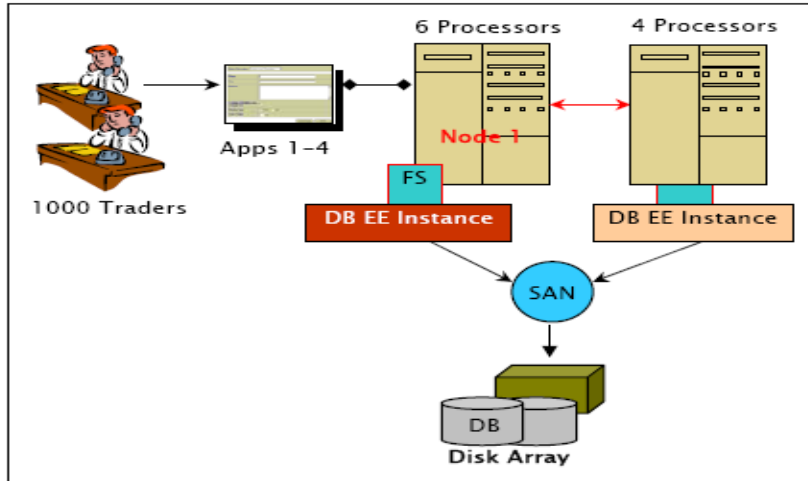 6 Processors
4 Processors
Node 1
Apps 1-4
1000 Traders
FS
DB EE Instance
DB EE Instance
SAN
DB
Disk Array